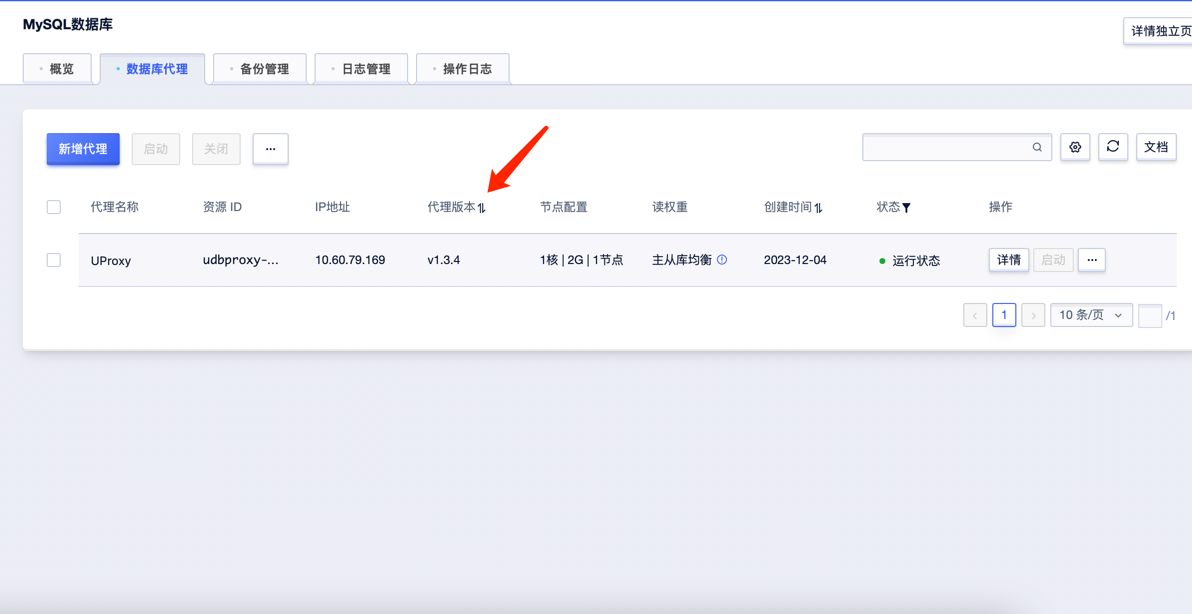 MySQL数据库
详情独立页
概览 数据库代理 备份管理 日志管理 操作日志
新增代理 启动 关闭 ... 文档
代理名称 资源 ID IP地址 代理版本 节点配置 读权重 创建时间 状态 操作
UProxy udbproxy-... 10.60.79.169 v1.3.4 1核 | 2G | 1节点 主从库均衡 2023-12-04 运行状态 详情 启动 ...
1 10 条/页 /1